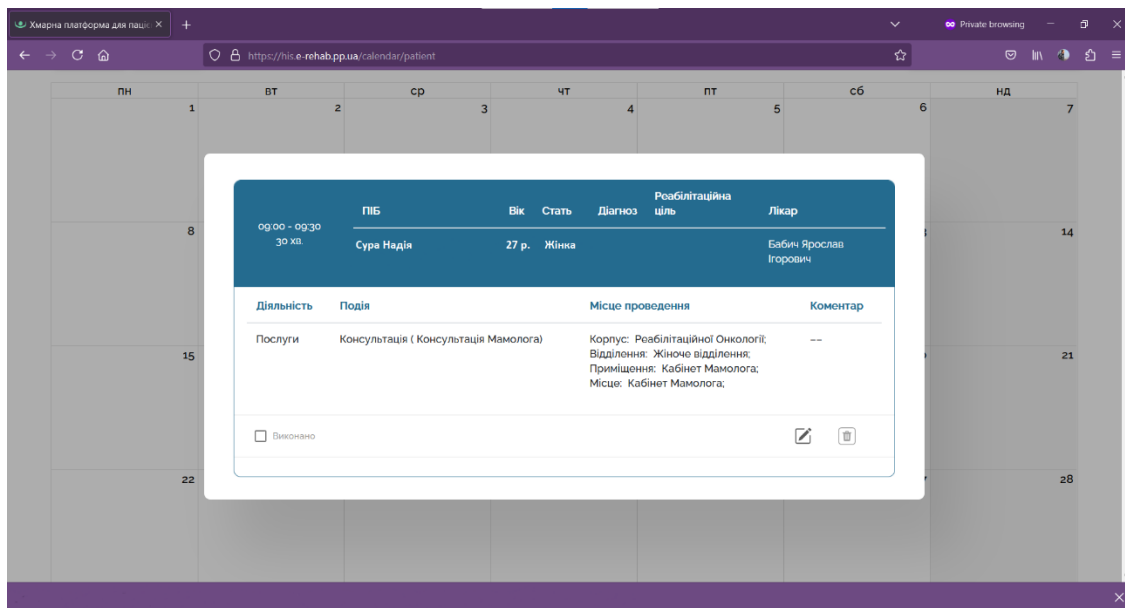 Хмарна платформа для паціє
Private browsing
https://his.e-rehab.pp.ua/calendar/patient
пн вт ср чт пт сб нд
1 2 3 4 5 6 7
09:00 - 09:30
30 хв.
ПІБ Вік Стать Діагноз Реабілітаційна ціль Лікар
Сура Надія 27 р. Жінка Бабич Ярослав Ігорович
8 14
Діяльність Подія Місце проведення Коментар
Послуги Консультація ( Консультація Мамолога) Корпус: Реабілітаційної Онкології; --
Відділення: Жіноче відділення;
Приміщення: Кабінет Мамолога;
Місце: Кабінет Мамолога;
15 21
Виконано
22 28